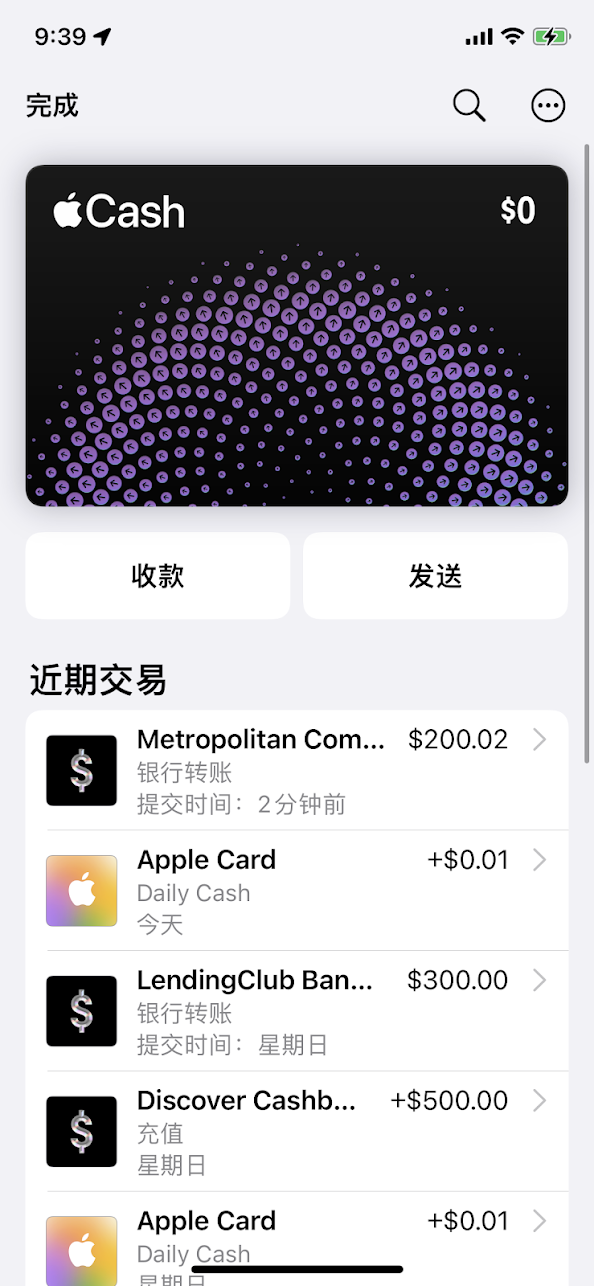 9:39
完成
Cash
$0
收款
发送
近期交易
Metropolitan Com... $200.02
银行转账
提交时间：2分钟前
Apple Card +$0.01
Daily Cash
今天
LendingClub Ban... $300.00
银行转账
提交时间：星期日
Discover Cashb... +$500.00
充值
星期日
Apple Card +$0.01
Daily Cash
星期日